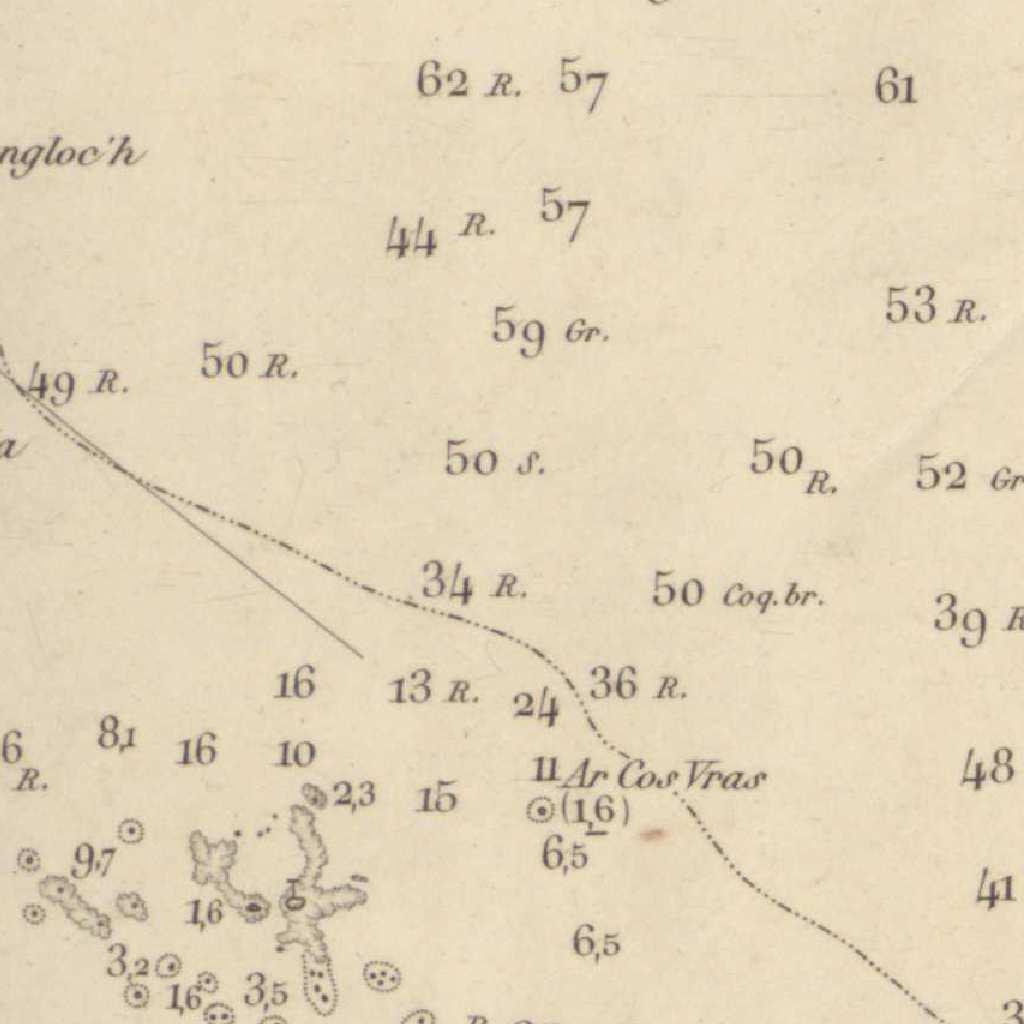 62 R. 57 61
ngloc'h
44 R. 57
53 R.
59 Gr.
50 R.
49 R.
a
50 S.
50 R.
52 Gr
34 R.
50 Coq.br.
39 R
16
13 R.
24
36 R.
6 R.
8,1
16
10
11 Ar Cos Vras
48
2,3
15
(1,6)
9,7
6,5
41
1,6
6,5
3,2
1,6
3,5
3